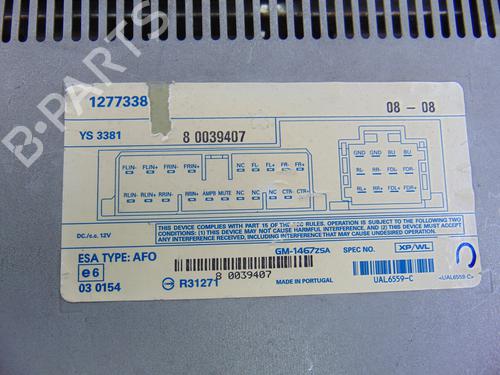 B-PARTS
1277338
08 - 08
YS 3381
8 0039407
FLIN+ FLIN- FRIN- FRIN+ NC FL- FL+ FR- FR+
RLIN+ RLIN- RRIN- RRIN+ AMPB MUTE NC NC CTR- CTR+
GND GND BU BU
RL- RR- FDL- FDR-
RL+ RR+ FDL+ FDR+
DC./c.c. 12V
THIS DEVICE COMPLIES WITH PART 15 OF THE FCC RULES. OPERATION IS SUBJECT TO THE FOLLOWING TWO
CONDITIONS: (1) THIS DEVICE MAY NOT CAUSE HARMFUL INTERFERENCE, AND (2) THIS DEVICE MUST ACCEPT
ANY INTERFERENCE RECEIVED, INCLUDING INTERFERENCE THAT MAY CAUSE UNDESIRED OPERATION.
ESA TYPE: AFO
GM-1467ZSA
SPEC NO.
XP/WL
e6
03 0154
R31271
8 0039407
MADE IN PORTUGAL
UAL6559-C
<UAL6559-C>